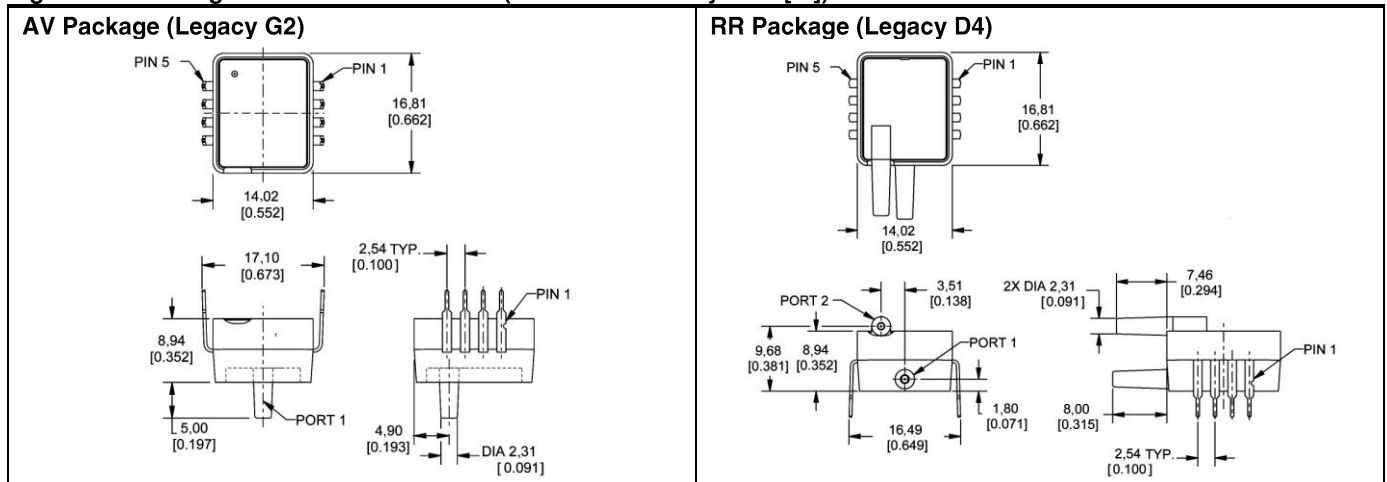 AV Package (Legacy G2)
PIN 5
PIN 1
16,81
[0.662]
14.02
[0.552]
17,10
[0.673]
8,94
[0.352]
5,00
[0.197]
PORT 1
2,54 TYP.
[0.100]
PIN 1
4,90
[0.193]
DIA 2,31
[0.091]
RR Package (Legacy D4)
PIN 5
PIN 1
16,81
[0.662]
14,02
[0.552]
PORT 2
3,51
[0.138]
9,68
[0.381]
8,94
[0.352]
PORT 1
1,80
[0.071]
16,49
[0.649]
2X DIA 2,31
[0.091]
7,46
[0.294]
PIN 1
8,00
[0.315]
2,54 TYP.
[0.100]